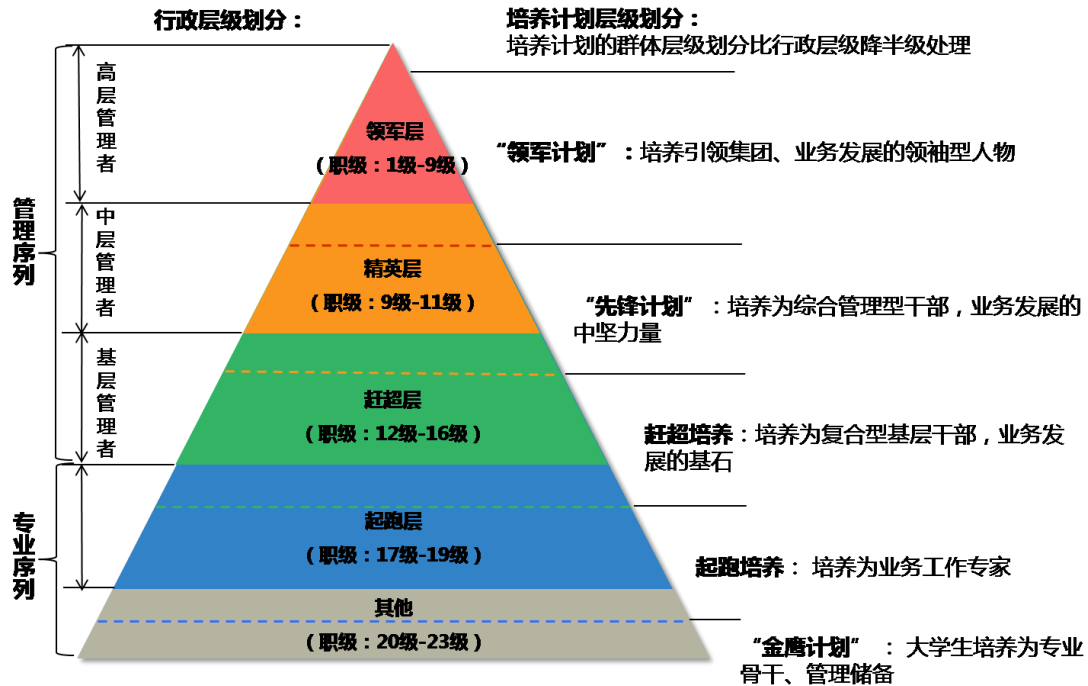 行政层级划分：
培养计划层级划分：
培养计划的群体层级划分比行政层级降半级处理
管理序列
高层管理者
领军层
（职级：1级-9级）
“领军计划”：培养引领集团、业务发展的领袖型人物
中层管理者
精英层
（职级：9级-11级）
“先锋计划”：培养为综合管理型干部，业务发展的
中坚力量
基层管理者
赶超层
（职级：12级-16级）
赶超培养：培养为复合型基层干部，业务发
展的基石
专业序列
起跑层
（职级：17级-19级）
起跑培养： 培养为业务工作专家
其他
（职级：20级-23级）
“金鹰计划” ： 大学生培养为专业
骨干、管理储备